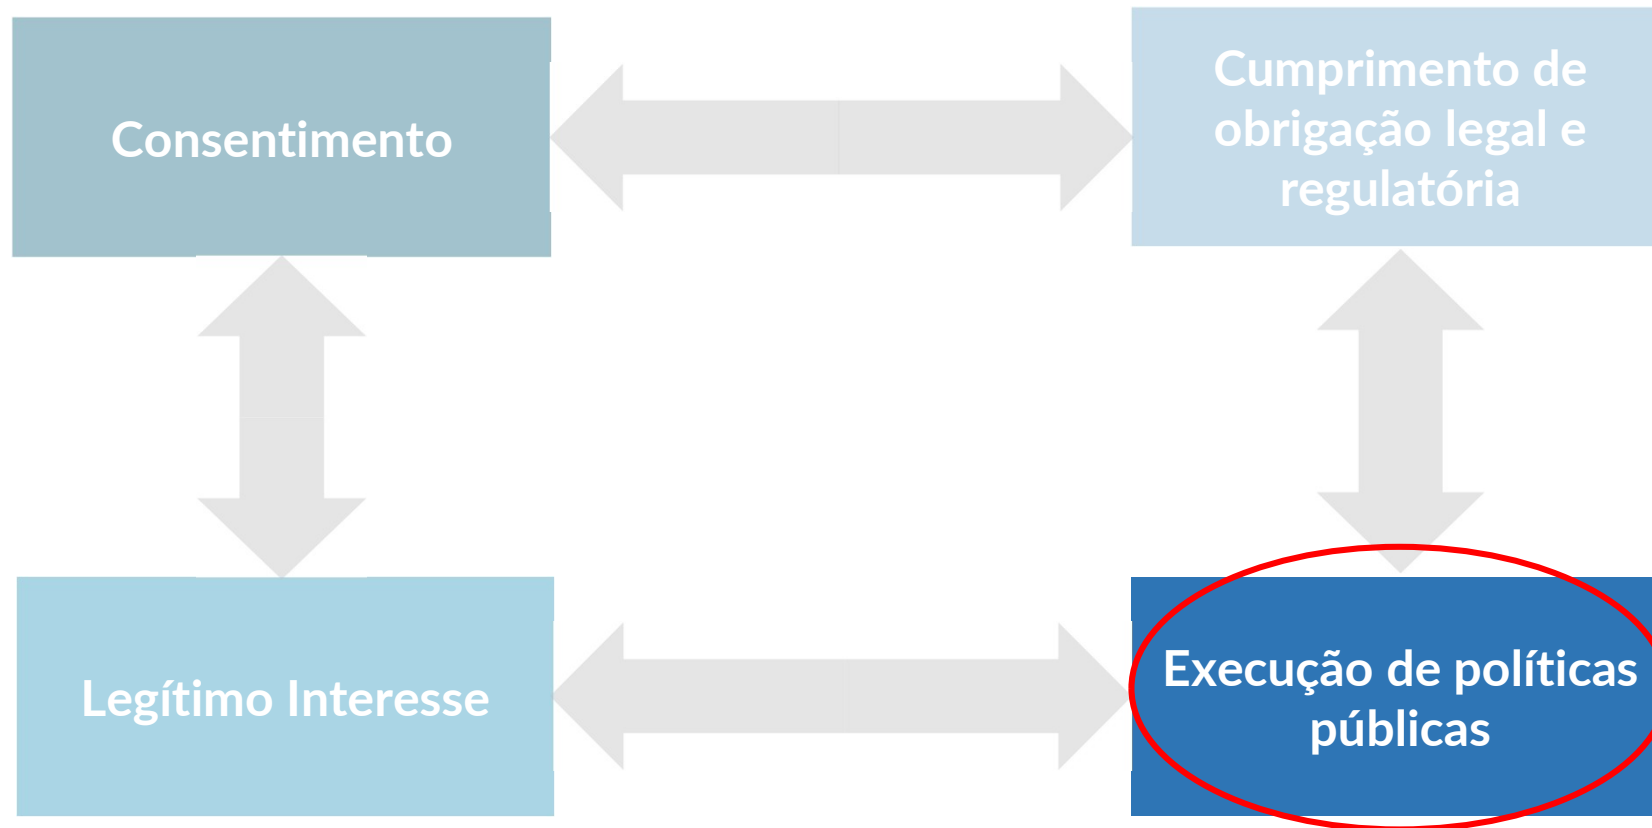 Consentimento
Cumprimento de
obrigação legal e
regulatória
Legítimo Interesse
Execução de políticas
públicas